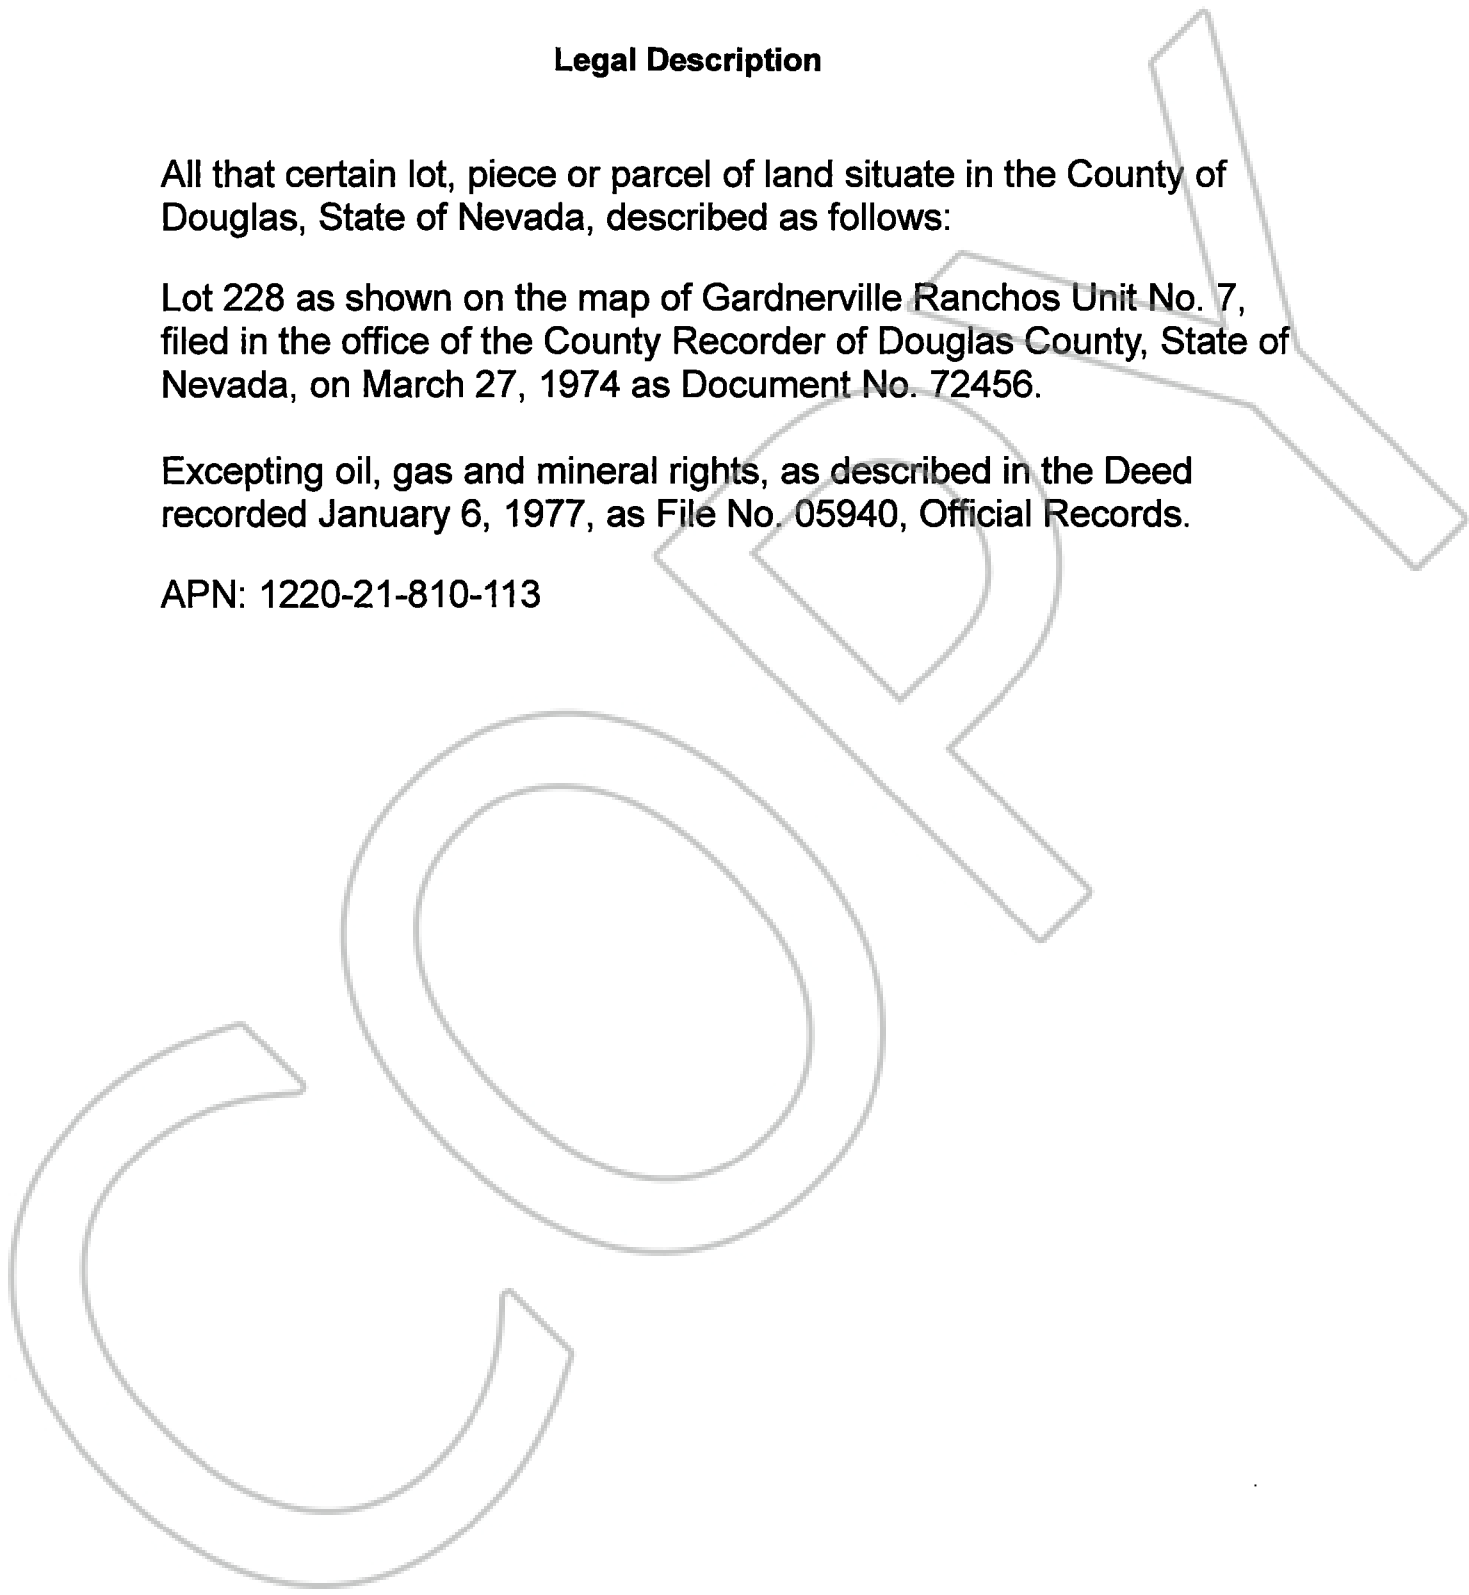 Legal Description
All that certain lot, piece or parcel of land situate in the County of
Douglas, State of Nevada, described as follows:
Lot 228 as shown on the map of Gardnerville Ranchos Unit No. 7,
filed in the office of the County Recorder of Douglas County, State of
Nevada, on March 27, 1974 as Document No. 72456.
Excepting oil, gas and mineral rights, as described in the Deed
recorded January 6, 1977, as File No. 05940, Official Records.
APN: 1220-21-810-113
COPY